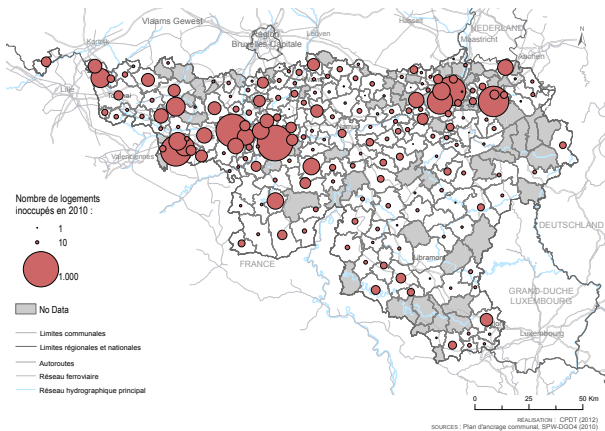 Vlaams Gewest
Région
Bruxelles-Capitale
Leuven
Hasselt
NEDERLAND
Maastricht
Aachen
N
Kortrijk
Lille
Tournai
Valenciennes
Nombre de logements
inoccupés en 2010 :
1
10
1.000
No Data
FRANCE
Libramont
DEUTSCHLAND
GRAND-DUCHE
LUXEMBOURG
Luxembourg
Limites communales
Limites régionales et nationales
Autoroutes
Réseau ferroviaire
Réseau hydrographique principal
0 25 50 Km
RÉALISATION : CPDT (2012)
SOURCES : Plan d'ancrage communal, SPW-DGO4 (2010)